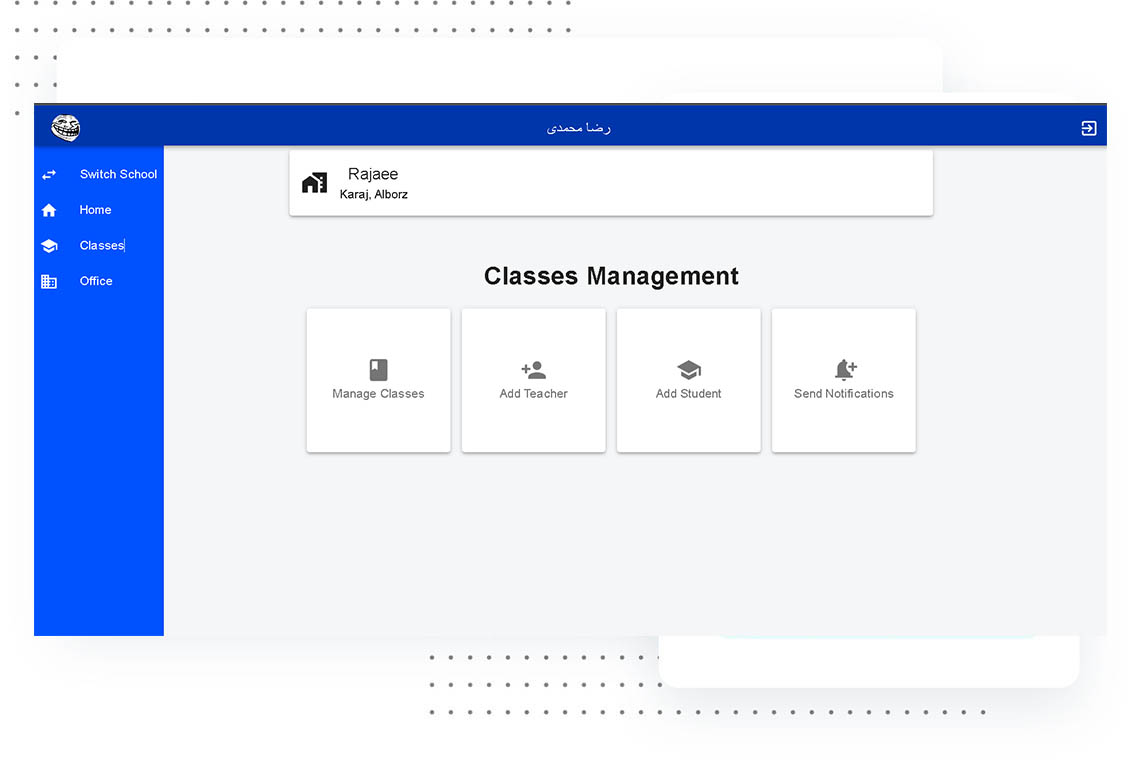 رضا محمدی
Switch School
Home
Classes
Office
Rajaee
Karaj, Alborz
Classes Management
Manage Classes
Add Teacher
Add Student
Send Notifications